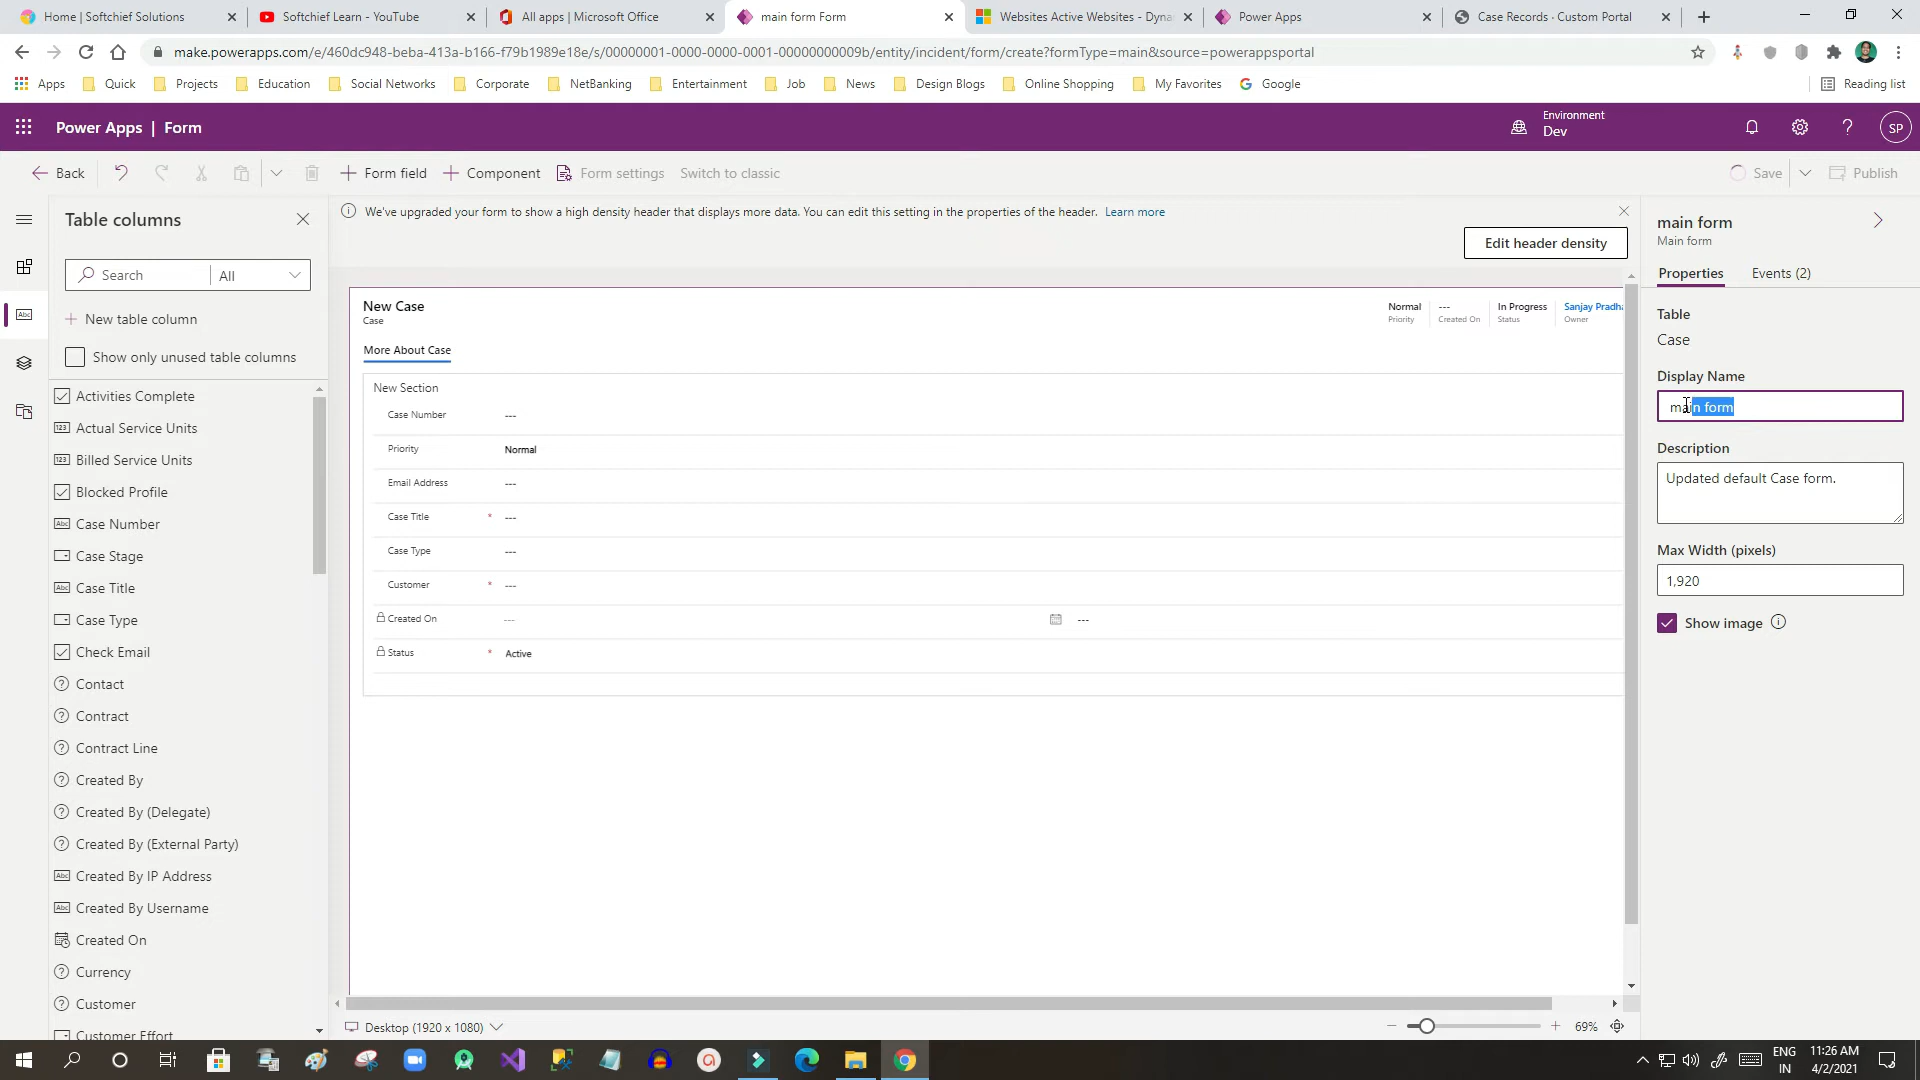 Home | Softchief Solutions
Softchief Learn - YouTube
All apps | Microsoft Office
main form Form
Websites Active Websites - Dyna
Power Apps
Case Records · Custom Portal
make.powerapps.com/e/460dc948-beba-413a-b166-f79b1989e18e/s/00000001-0000-0000-0001-00000000009b/entity/incident/form/create?formType=main&source=powerappsportal
Apps
Quick
Projects
Education
Social Networks
Corporate
NetBanking
Entertainment
Job
News
Design Blogs
Online Shopping
My Favorites
Google
Reading list
Power Apps | Form
Environment
Dev
SP
Back
Form field
Component
Form settings
Switch to classic
Save
Publish
Table columns
Search
All
New table column
Show only unused table columns
Activities Complete
Actual Service Units
Billed Service Units
Blocked Profile
Case Number
Case Stage
Case Title
Case Type
Check Email
Contact
Contract
Contract Line
Created By
Created By (Delegate)
Created By (External Party)
Created By IP Address
Created By Username
Created On
Currency
Customer
Customer Effort
We've upgraded your form to show a high density header that displays more data. You can edit this setting in the properties of the header. Learn more
Edit header density
New Case
Case
Normal
Priority
---
Created On
In Progress
Status
Sanjay Pradha
Owner
More About Case
New Section
Case Number ---
Priority Normal
Email Address ---
Case Title * ---
Case Type ---
Customer * ---
Created On --- ---
Status * Active
Desktop (1920 x 1080)
69%
main form
Main form
Properties
Events (2)
Table
Case
Display Name
main form
Description
Updated default Case form.
Max Width (pixels)
1,920
Show image
ENG
IN
11:26 AM
4/2/2021